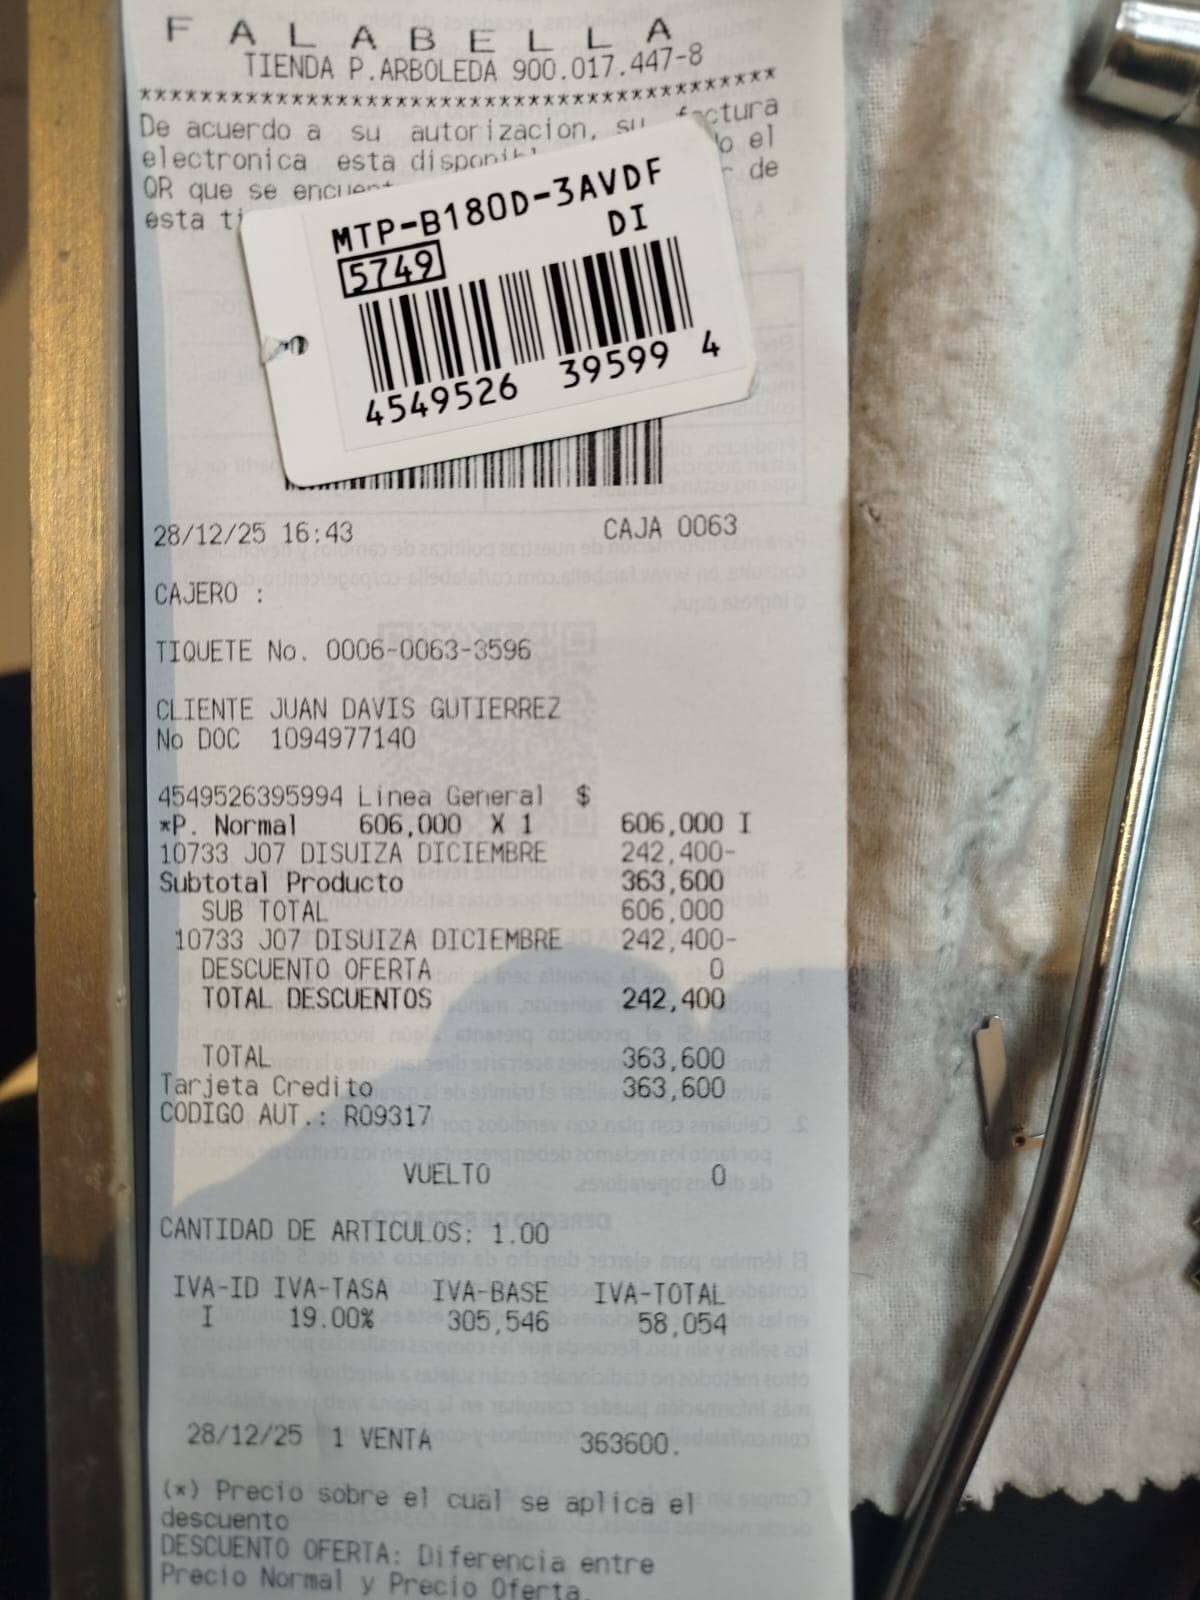 F A L A B E L L A
TIENDA P.ARBOLEDA 900.017.447-8
*******************************************
De acuerdo a su autorizacion, su factura
electronica esta disponibl o el
QR que se encuent de
esta ti
MTP-B180D-3AVDF
DI
5749
4549526 39599 4
28/12/25 16:43 CAJA 0063
CAJERO :
TIQUETE No. 0006-0063-3596
CLIENTE JUAN DAVIS GUTIERREZ
No DOC 1094977140
4549526395994 Linea General $
*P. Normal 606,000 X 1 606,000 I
10733 J07 DISUIZA DICIEMBRE 242,400-
Subtotal Producto 363,600
SUB TOTAL 606,000
10733 J07 DISUIZA DICIEMBRE 242,400-
DESCUENTO OFERTA 0
TOTAL DESCUENTOS 242,400
TOTAL 363,600
Tarjeta Credito 363,600
CODIGO AUT.: R09317
VUELTO 0
CANTIDAD DE ARTICULOS: 1.00
IVA-ID IVA-TASA IVA-BASE IVA-TOTAL
I 19.00% 305,546 58,054
28/12/25 1 VENTA 363600.
(*) Precio sobre el cual se aplica el
descuento
DESCUENTO OFERTA: Diferencia entre
Precio Normal y Precio Oferta.